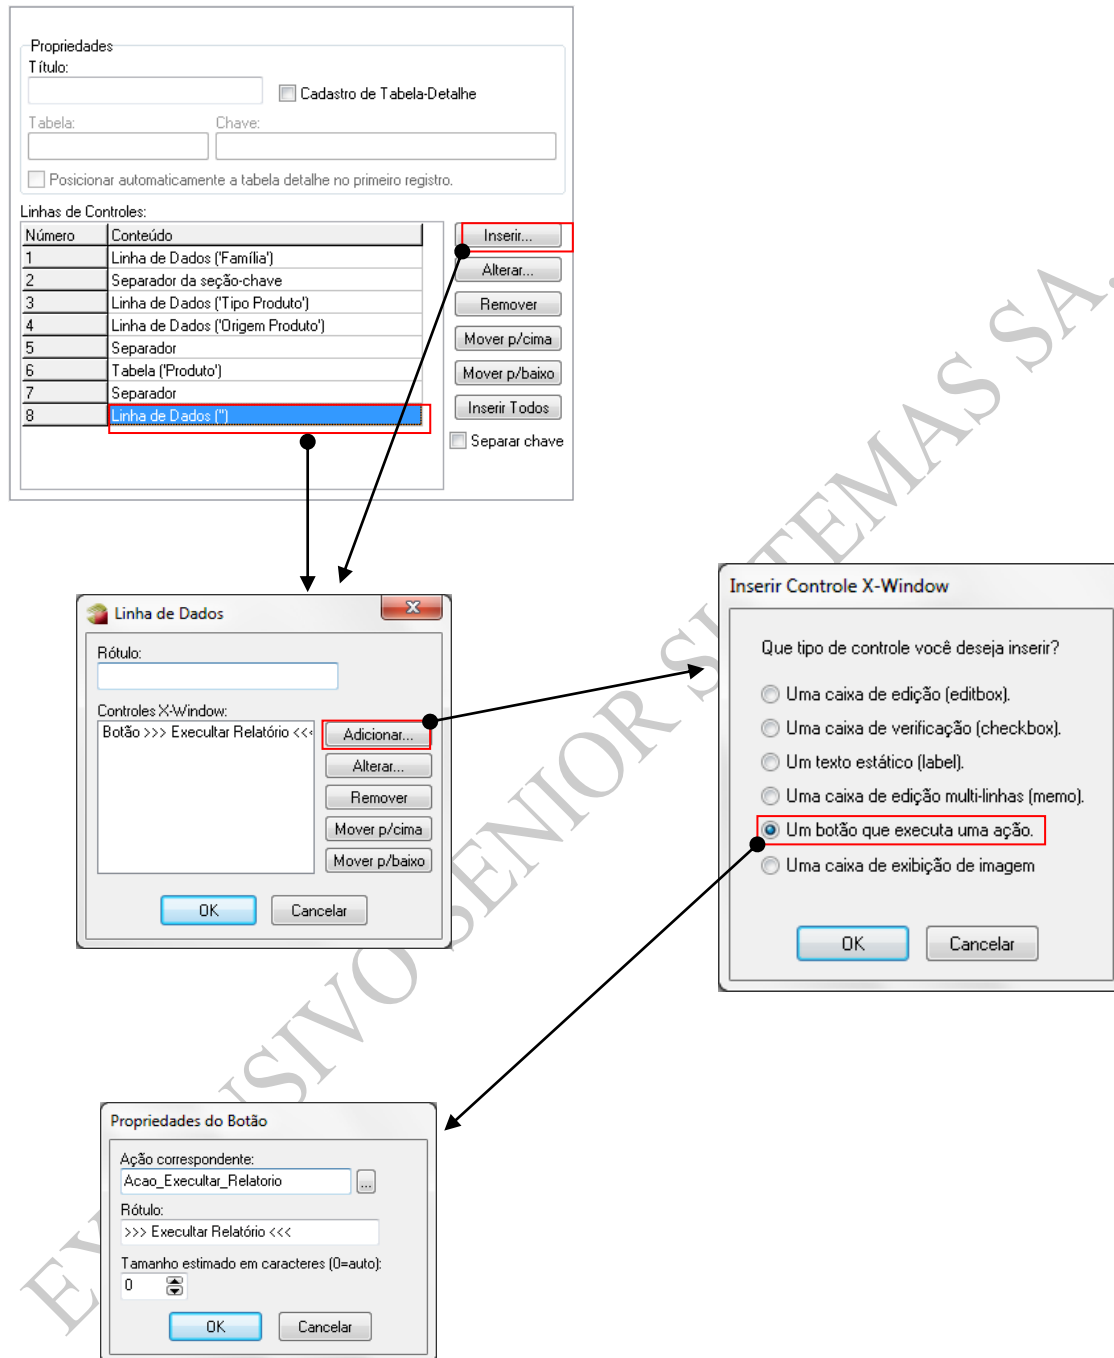 Propriedades
Título:
Cadastro de Tabela-Detalhe
Tabela: Chave:
Posicionar automaticamente a tabela detalhe no primeiro registro.
Linhas de Controles:
Número Conteúdo
1 Linha de Dados ('Família')
2 Separador da seção-chave
3 Linha de Dados ('Tipo Produto')
4 Linha de Dados ('Origem Produto')
5 Separador
6 Tabela ('Produto')
7 Separador
8 Linha de Dados ('')
Inserir...
Alterar...
Remover
Mover p/cima
Mover p/baixo
Inserir Todos
Separar chave
Linha de Dados
Rótulo:
Controles X-Window:
Botão >>> Execultar Relatório <<<
Adicionar...
Alterar...
Remover
Mover p/cima
Mover p/baixo
OK Cancelar
Inserir Controle X-Window
Que tipo de controle você deseja inserir?
Uma caixa de edição (editbox).
Uma caixa de verificação (checkbox).
Um texto estático (label).
Uma caixa de edição multi-linhas (memo).
Um botão que executa uma ação.
Uma caixa de exibição de imagem
OK Cancelar
Propriedades do Botão
Ação correspondente:
Acao_Execultar_Relatorio ...
Rótulo:
>>> Execultar Relatório <<<
Tamanho estimado em caracteres (0=auto):
0
OK Cancelar
SENIOR SISTEMAS SA.